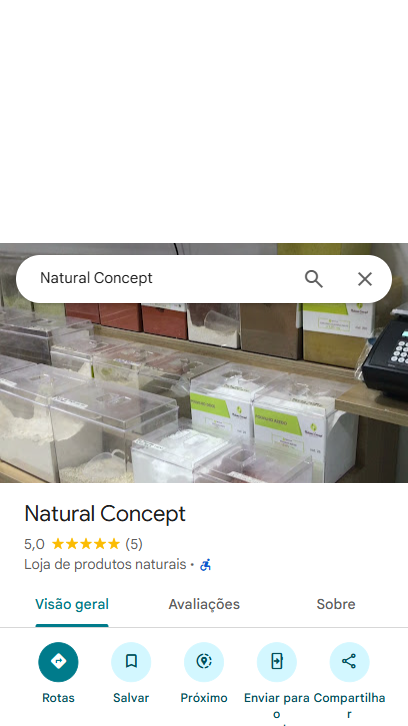 Natural Concept
Natural Concept
5,0 (5)
Loja de produtos naturais ·
Visão geral
Avaliações
Sobre
Rotas
Salvar
Próximo
Enviar para
o
Compartilha
r